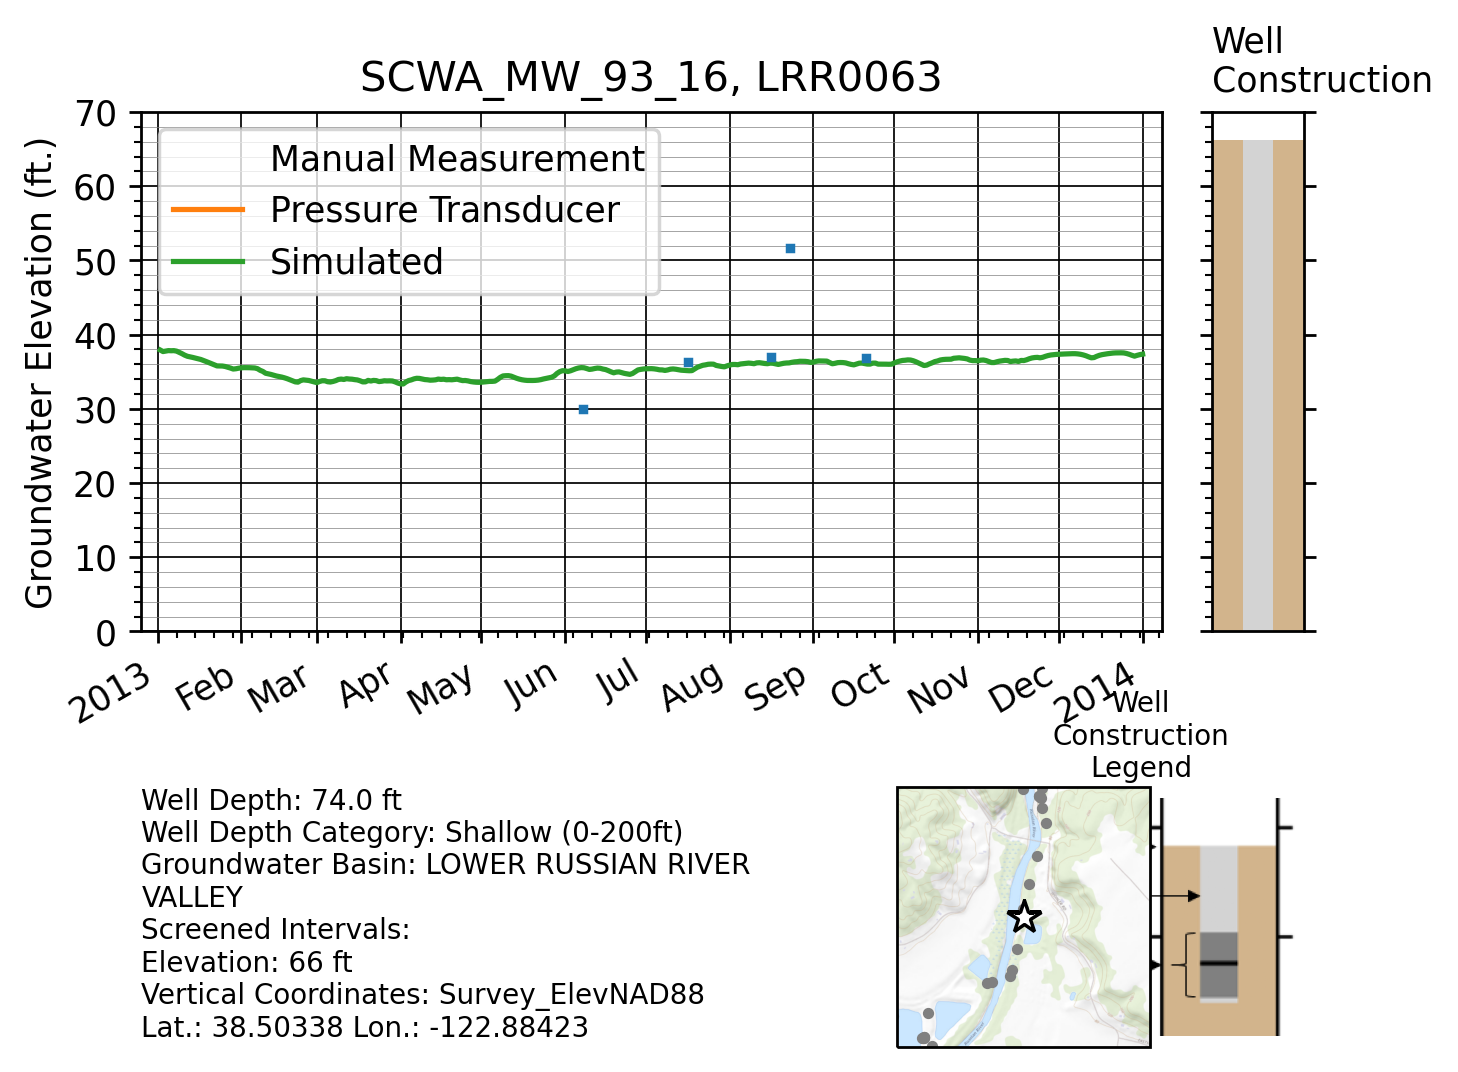 Well
Construction
SCWA_MW_93_16, LRR0063
Groundwater Elevation (ft.)
70
60
50
40
30
20
10
0
Manual Measurement
Pressure Transducer
Simulated
2013
Feb
Mar
Apr
May
Jun
Jul
Aug
Sep
Oct
Nov
Dec
2014
Well
Construction
Legend
Well Depth: 74.0 ft
Well Depth Category: Shallow (0-200ft)
Groundwater Basin: LOWER RUSSIAN RIVER
VALLEY
Screened Intervals:
Elevation: 66 ft
Vertical Coordinates: Survey_ElevNAD88
Lat.: 38.50338 Lon.: -122.88423